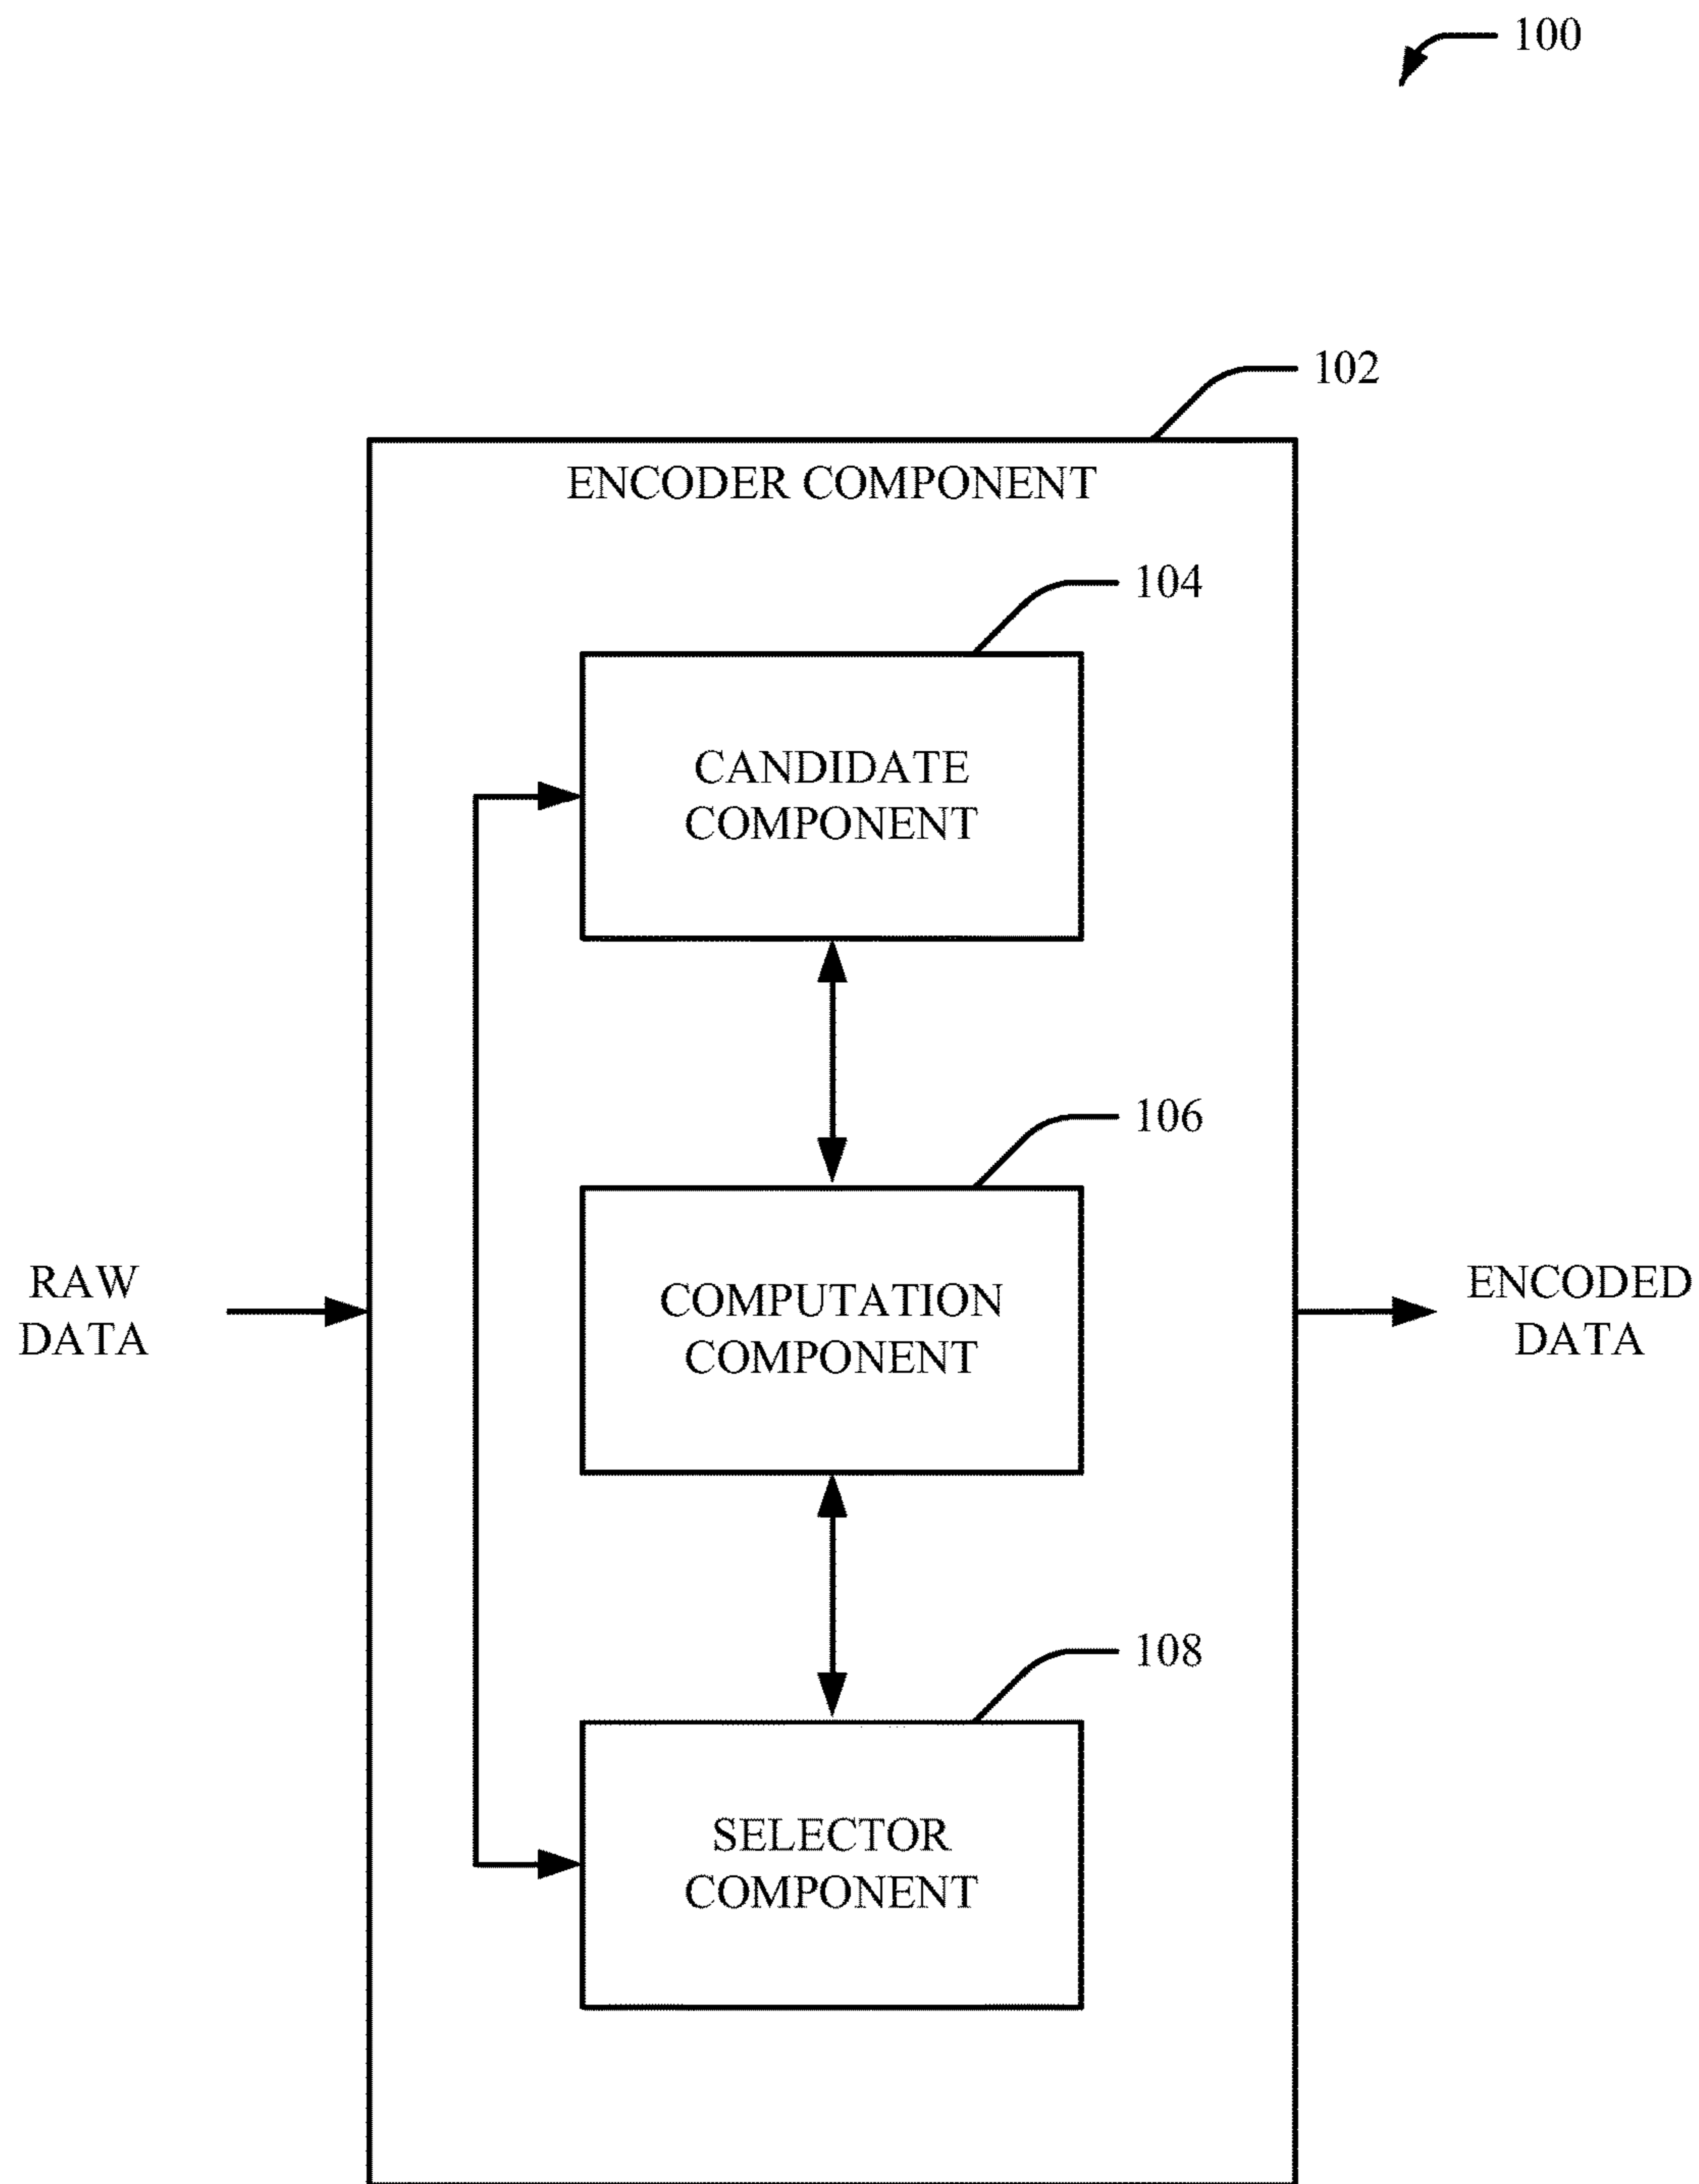 100
102
ENCODER COMPONENT
104
CANDIDATE
COMPONENT
106
RAW
DATA
COMPUTATION
COMPONENT
ENCODED
DATA
108
SELECTOR
COMPONENT